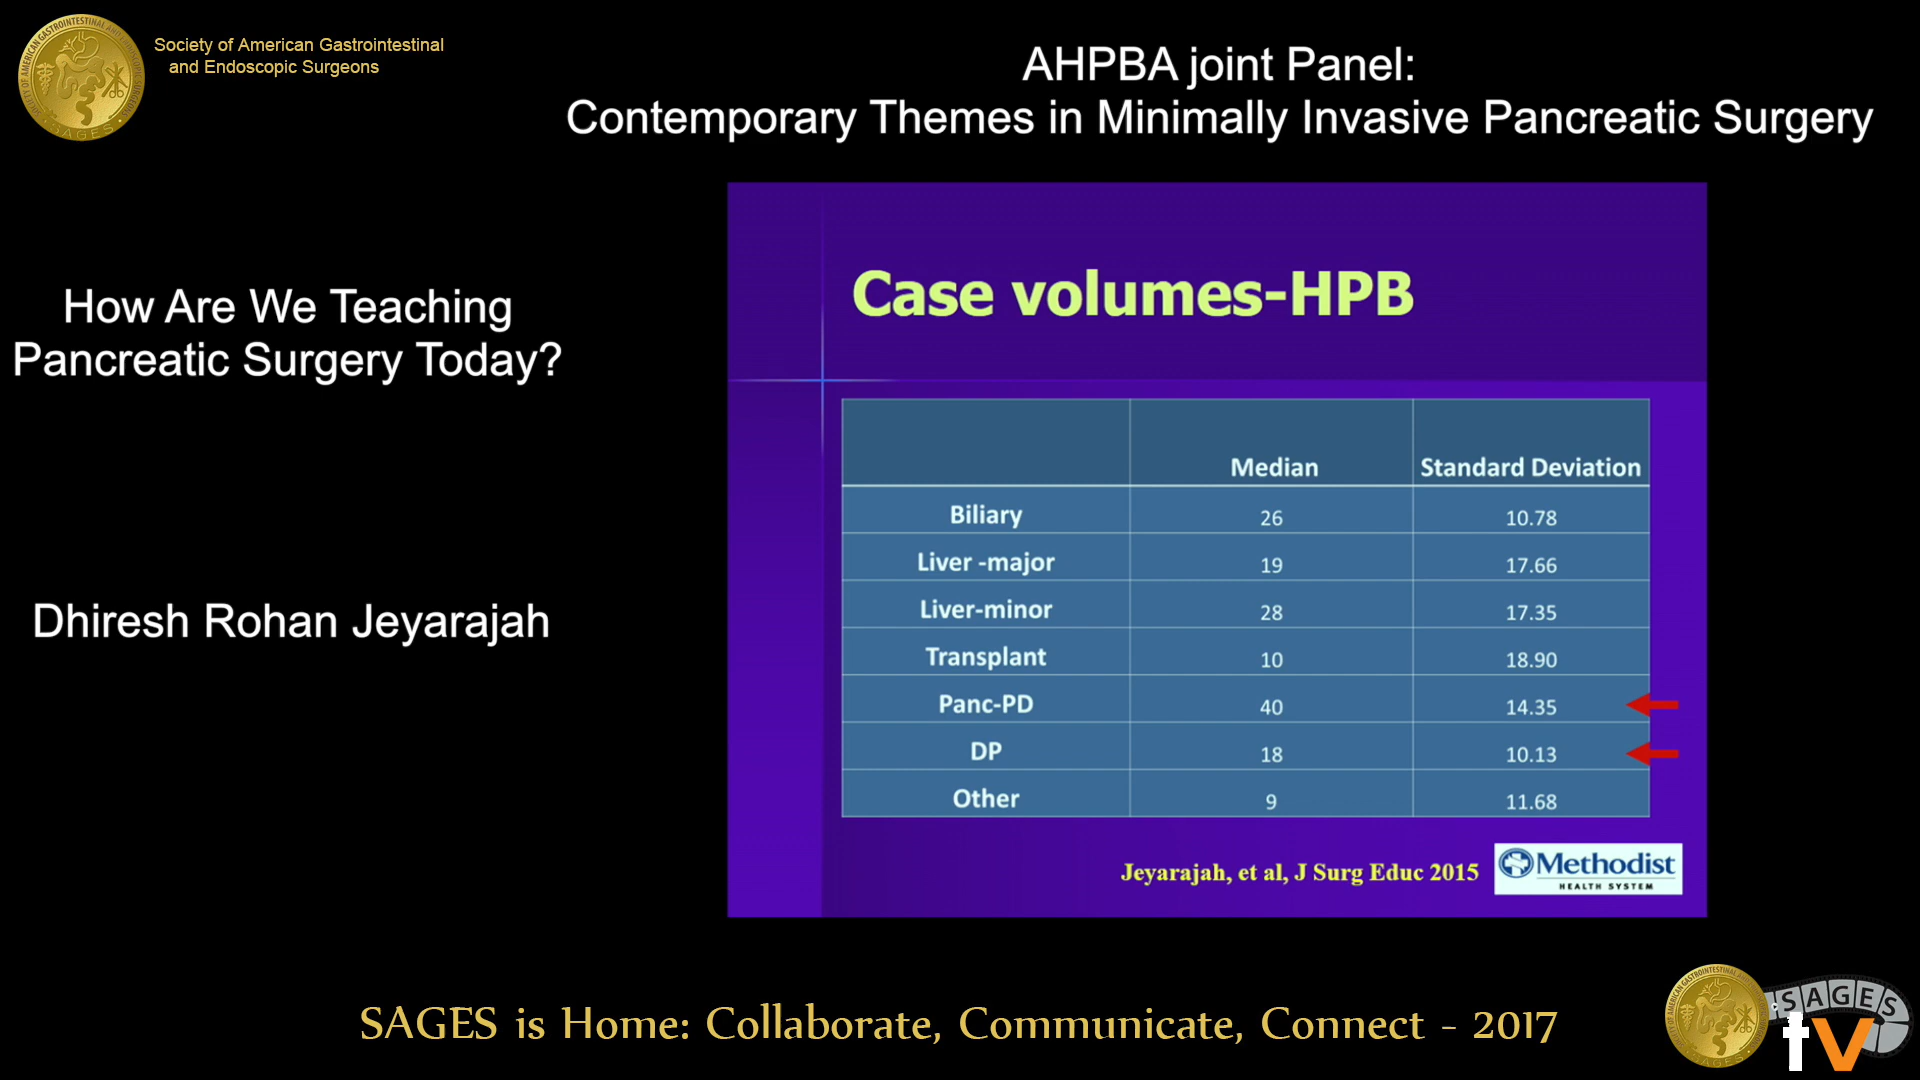 Society of American Gastrointestinal
and Endoscopic Surgeons
AHPBA joint Panel:
Contemporary Themes in Minimally Invasive Pancreatic Surgery
How Are We Teaching
Pancreatic Surgery Today?
Dhiresh Rohan Jeyarajah
Case volumes-HPB
Median Standard Deviation
Biliary 26 10.78
Liver -major 19 17.66
Liver-minor 28 17.35
Transplant 10 18.90
Panc-PD 40 14.35
DP 18 10.13
Other 9 11.68
Jeyarajah, et al, J Surg Educ 2015
Methodist
HEALTH SYSTEM
SAGES is Home: Collaborate, Communicate, Connect - 2017
SAGES
tv